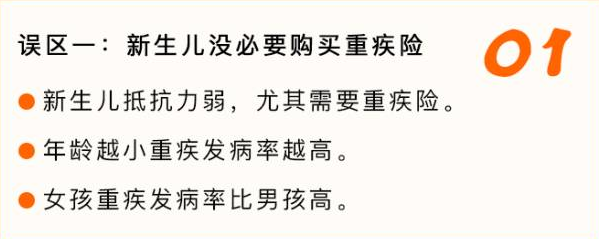 误区一：新生儿没必要购买重疾险
01
新生儿抵抗力弱，尤其需要重疾险。
年龄越小重疾发病率越高。
女孩重疾发病率比男孩高。